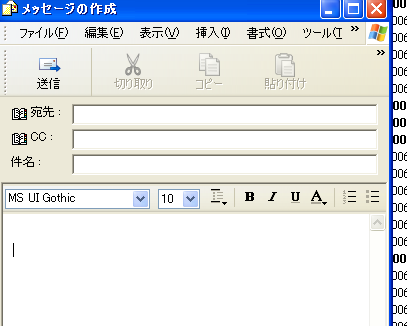 メッセージの作成
ファイル(F) 編集(E) 表示(V) 挿入(I) 書式(O) ツール(T »
送信 切り取り コピー 貼り付け »
宛先:
CC:
件名:
MS UI Gothic 10 B I U A